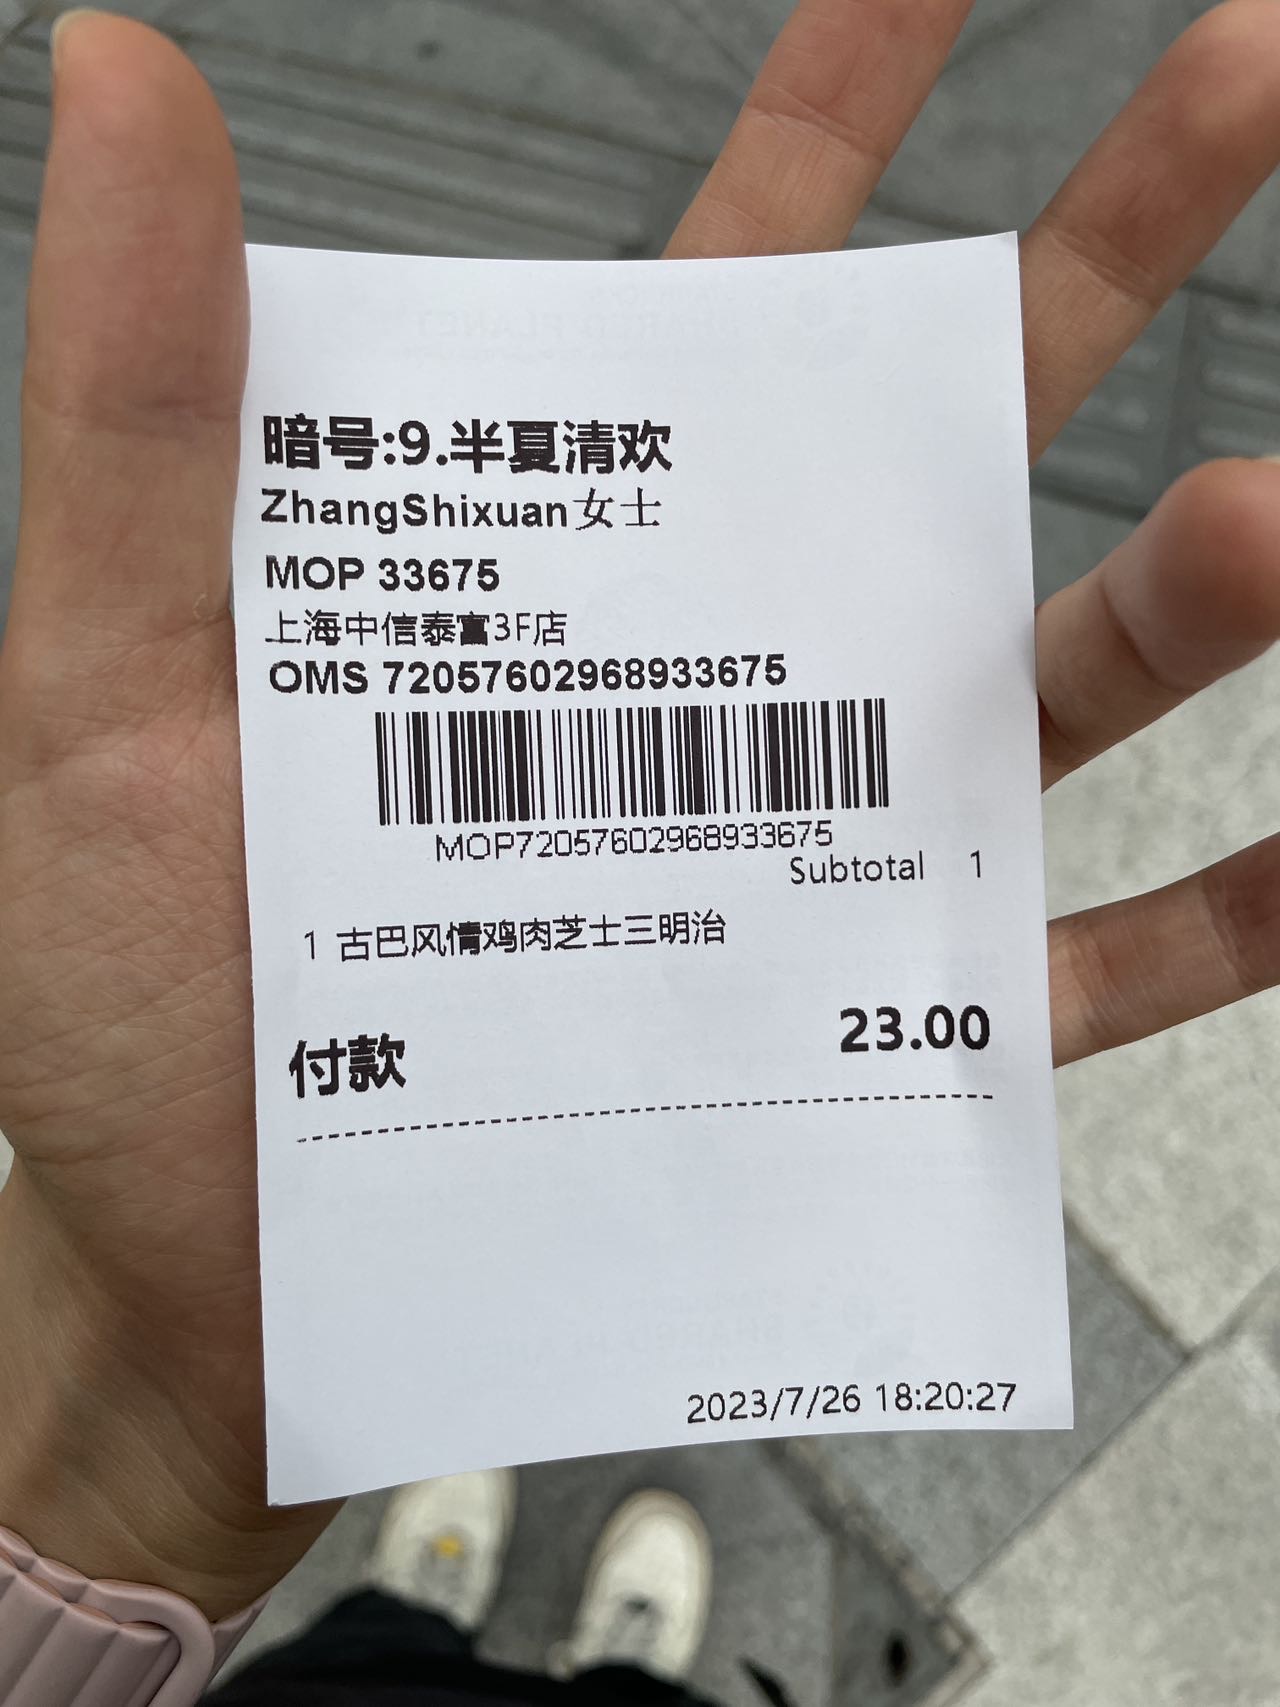 暗号:9.半夏清欢
ZhangShixuan女士
MOP 33675
上海中信泰富3F店
OMS 72057602968933675
MOP72057602968933675
Subtotal 1
1 古巴风情鸡肉芝士三明治
付款 23.00
2023/7/26 18:20:27